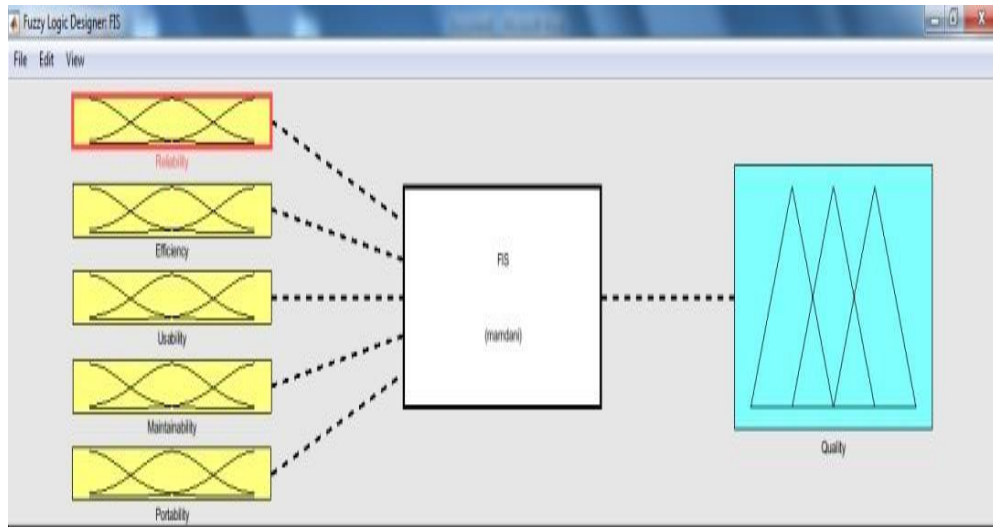 Fuzzy Logic Designer: FIS
File Edit View
Reliability
Efficiency
Usability
Maintainability
Portability
FIS
(mamdani)
Quality